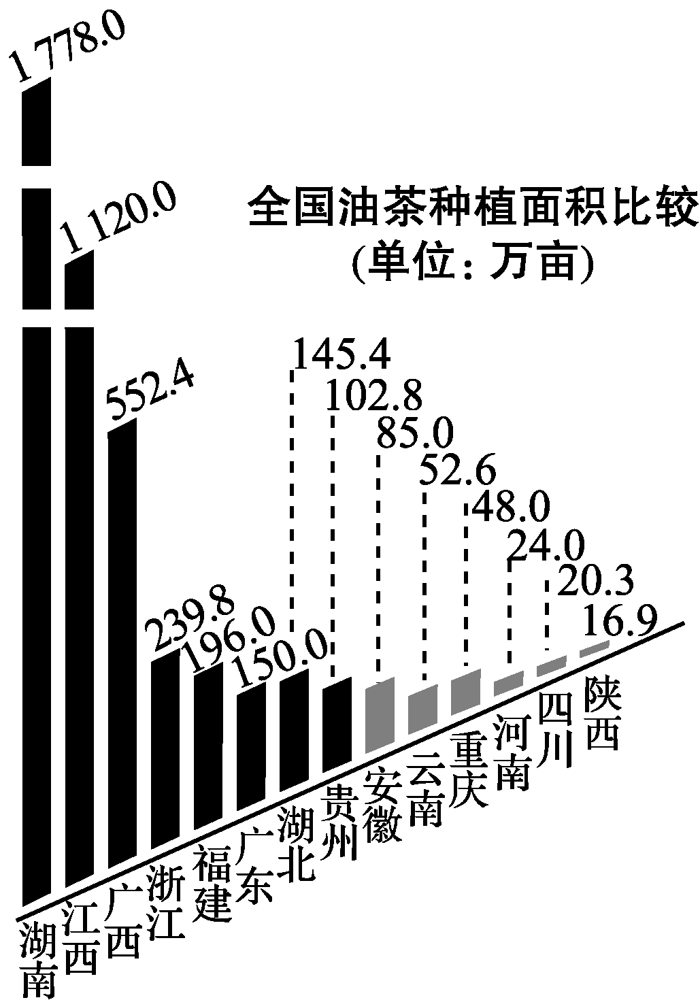 全国油茶种植面积比较
(单位：万亩)
1 778.0
1 120.0
552.4
239.8
196.0
150.0
145.4
102.8
85.0
52.6
48.0
24.0
20.3
16.9
湖南
江西
广西
浙江
福建
广东
湖北
贵州
安徽
云南
重庆
河南
四川
陕西